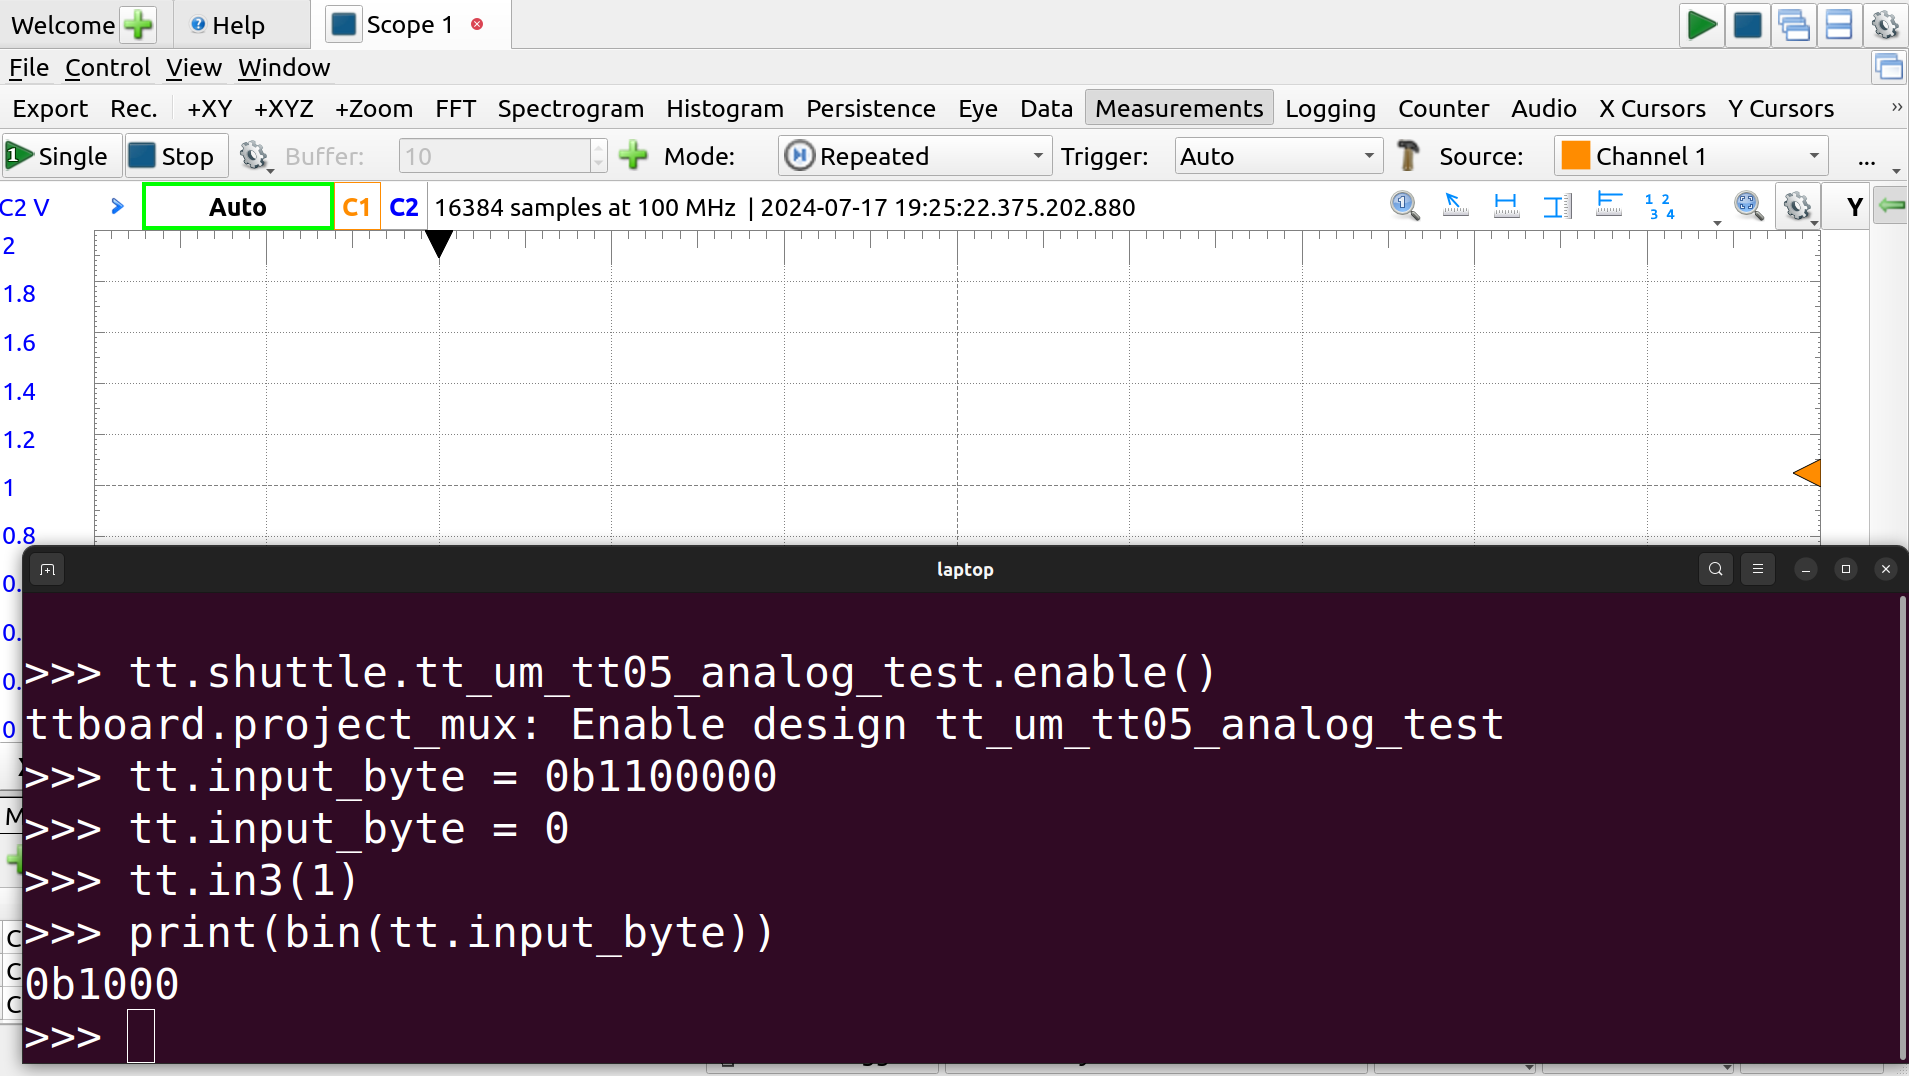 Welcome Help Scope 1
File Control View Window
Export Rec. +XY +XYZ +Zoom FFT Spectrogram Histogram Persistence Eye Data Measurements Logging Counter Audio X Cursors Y Cursors »
1 Single Stop Buffer: 10 Mode: Repeated Trigger: Auto Source: Channel 1 ...
C2 V Auto C1 C2 16384 samples at 100 MHz | 2024-07-17 19:25:22.375.202.880 1 1 2 3 4 Y
2
1.8
1.6
1.4
1.2
1
0.8
laptop
0.
0.
0.
0
>>> tt.shuttle.tt_um_tt05_analog_test.enable()
ttboard.project_mux: Enable design tt_um_tt05_analog_test
>>> tt.input_byte = 0b1100000
>>> tt.input_byte = 0
>>> tt.in3(1)
>>> print(bin(tt.input_byte))
0b1000
>>>